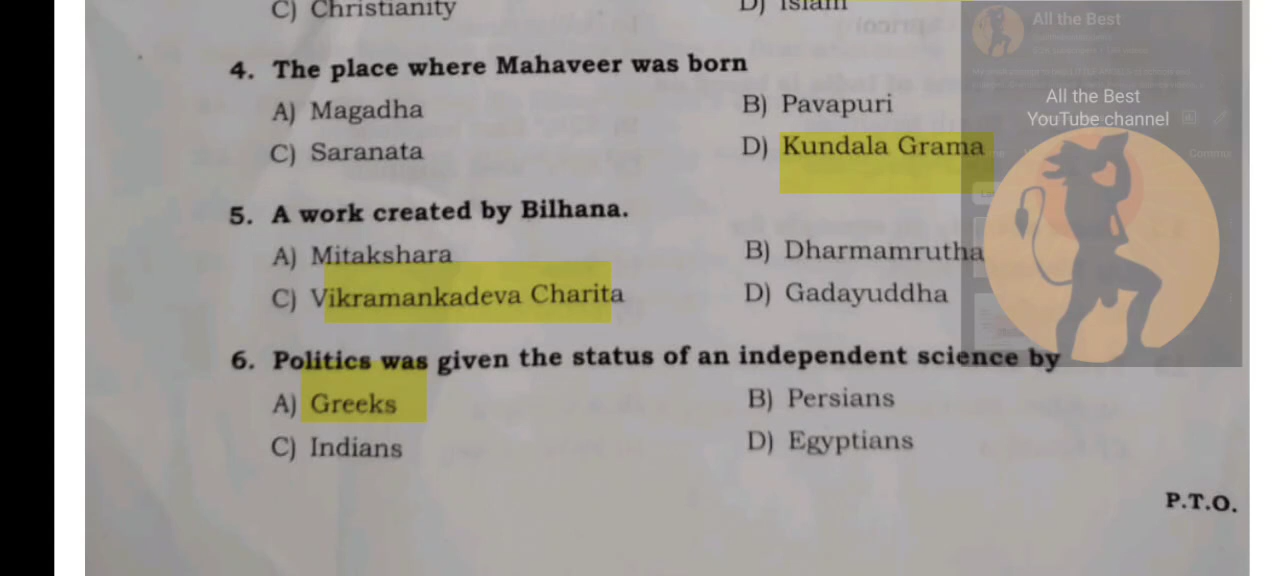 C) Christianity D) Islam
All the Best
4. The place where Mahaveer was born
A) Magadha B) Pavapuri
All the Best
YouTube channel
C) Saranata D) Kundala Grama
5. A work created by Bilhana.
A) Mitakshara B) Dharmamrutha
C) Vikramankadeva Charita D) Gadayuddha
6. Politics was given the status of an independent science by
A) Greeks B) Persians
C) Indians D) Egyptians
P.T.O.